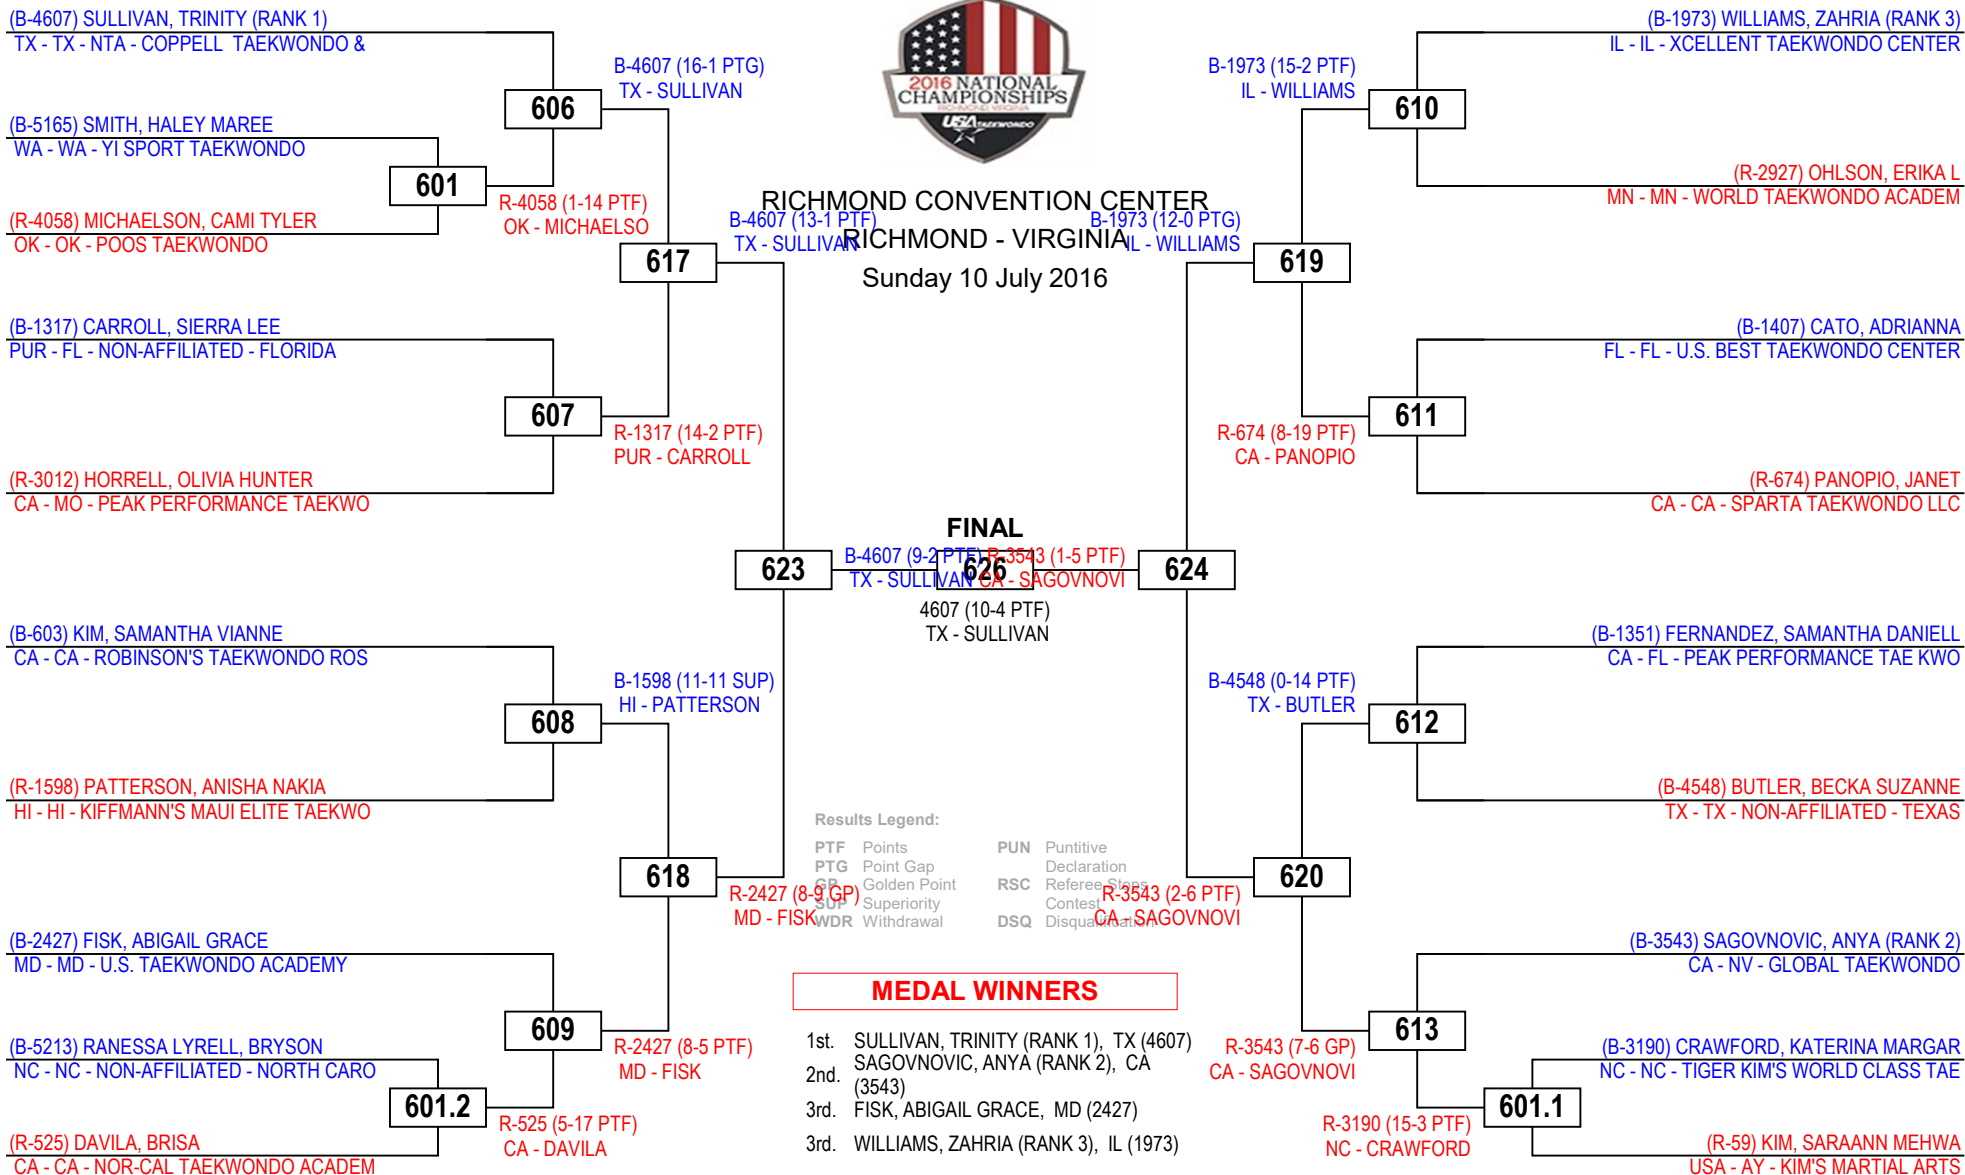 (B-4607) SULLIVAN, TRINITY (RANK 1)
TX - TX - NTA - COPPELL TAEKWONDO &
(B-5165) SMITH, HALEY MAREE
WA - WA - YI SPORT TAEKWONDO
(R-4058) MICHAELSON, CAMI TYLER
OK - OK - POOS TAEKWONDO
(B-1317) CARROLL, SIERRA LEE
PUR - FL - NON-AFFILIATED - FLORIDA
(R-3012) HORRELL, OLIVIA HUNTER
CA - MO - PEAK PERFORMANCE TAEKWO
(B-603) KIM, SAMANTHA VIANNE
CA - CA - ROBINSON'S TAEKWONDO ROS
(R-1598) PATTERSON, ANISHA NAKIA
HI - HI - KIFFMANN'S MAUI ELITE TAEKWO
(B-2427) FISK, ABIGAIL GRACE
MD - MD - U.S. TAEKWONDO ACADEMY
(B-5213) RANESSA LYRELL, BRYSON
NC - NC - NON-AFFILIATED - NORTH CARO
(R-525) DAVILA, BRISA
CA - CA - NOR-CAL TAEKWONDO ACADEM
601
R-4058 (1-14 PTF)
OK - MICHAELSO
601.2
R-525 (5-17 PTF)
CA - DAVILA
606
B-4607 (16-1 PTG)
TX - SULLIVAN
607
R-1317 (14-2 PTF)
PUR - CARROLL
608
B-1598 (11-11 SUP)
HI - PATTERSON
609
R-2427 (8-5 PTF)
MD - FISK
617
B-4607 (13-1 PTF)
TX - SULLIVAN
618
R-2427 (8-9 GP)
MD - FISK
623
B-4607 (9-2 PTF)
TX - SULLIVAN
2016 NATIONAL
CHAMPIONSHIPS
RICHMOND, VIRGINIA
USA TAEKWONDO
RICHMOND CONVENTION CENTER
RICHMOND - VIRGINIA
Sunday 10 July 2016
FINAL
626
4607 (10-4 PTF)
TX - SULLIVAN
Results Legend:
PTF Points
PTG Point Gap
GP Golden Point
SUP Superiority
WDR Withdrawal
PUN Puntitive
Declaration
RSC Referee Stops
Contest
DSQ Disqualification
MEDAL WINNERS
1st. SULLIVAN, TRINITY (RANK 1), TX (4607)
2nd. SAGOVNOVIC, ANYA (RANK 2), CA
(3543)
3rd. FISK, ABIGAIL GRACE, MD (2427)
3rd. WILLIAMS, ZAHRIA (RANK 3), IL (1973)
R-3543 (1-5 PTF)
CA - SAGOVNOVI
624
B-1973 (12-0 PTG)
IL - WILLIAMS
619
R-3543 (2-6 PTF)
CA - SAGOVNOVI
620
B-1973 (15-2 PTF)
IL - WILLIAMS
610
R-674 (8-19 PTF)
CA - PANOPIO
611
B-4548 (0-14 PTF)
TX - BUTLER
612
R-3543 (7-6 GP)
CA - SAGOVNOVI
613
R-3190 (15-3 PTF)
NC - CRAWFORD
601.1
(B-1973) WILLIAMS, ZAHRIA (RANK 3)
IL - IL - XCELLENT TAEKWONDO CENTER
(R-2927) OHLSON, ERIKA L
MN - MN - WORLD TAEKWONDO ACADEM
(B-1407) CATO, ADRIANNA
FL - FL - U.S. BEST TAEKWONDO CENTER
(R-674) PANOPIO, JANET
CA - CA - SPARTA TAEKWONDO LLC
(B-1351) FERNANDEZ, SAMANTHA DANIELL
CA - FL - PEAK PERFORMANCE TAE KWO
(B-4548) BUTLER, BECKA SUZANNE
TX - TX - NON-AFFILIATED - TEXAS
(B-3543) SAGOVNOVIC, ANYA (RANK 2)
CA - NV - GLOBAL TAEKWONDO
(B-3190) CRAWFORD, KATERINA MARGAR
NC - NC - TIGER KIM'S WORLD CLASS TAE
(R-59) KIM, SARAANN MEHWA
USA - AY - KIM'S MARTIAL ARTS